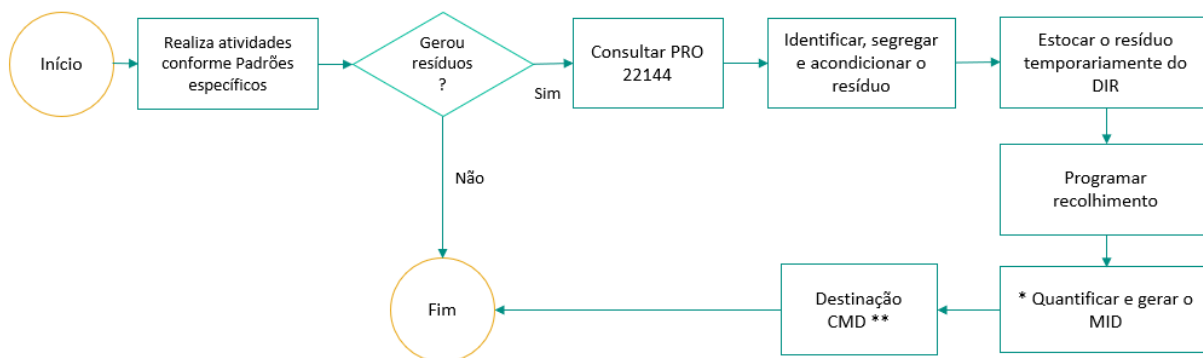 Início
Realiza atividades
conforme Padrões
específicos
Gerou
resíduos
?
Sim
Consultar PRO
22144
Identificar, segregar
e acondicionar o
resíduo
Estocar o resíduo
temporariamente do
DIR
Não
Programar
recolhimento
* Quantificar e gerar o
MID
Destinação
CMD **
Fim